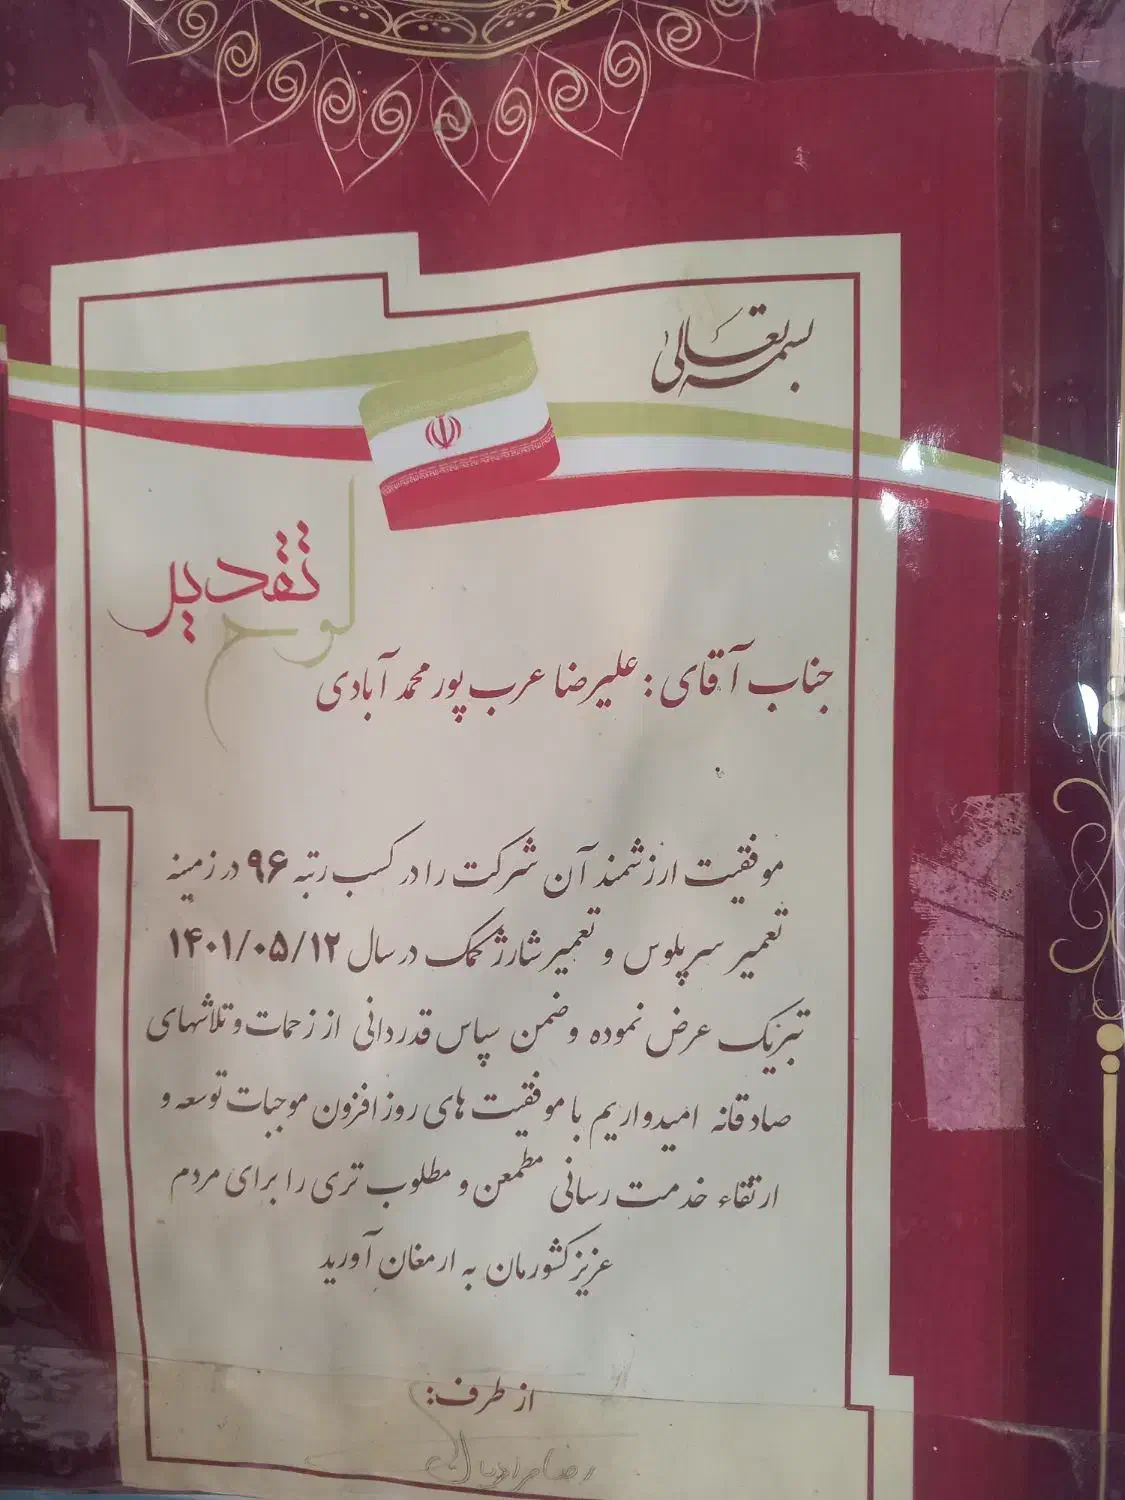 بسمه تعالی
لوح تقدیر
جناب آقای : علیرضا عرب پور محمد آبادی
موفقیت ارزشمند آن شرکت را در کسب رتبه ۹۶ در زمینه
تعمیر سرپلوس و تعمیر شارژ کمک در سال ۱۴۰۱/۰۵/۱۲
تبریک عرض نموده و ضمن سپاس قدردانی از زحمات و تلاشهای
صادقانه امیدواریم با موفقیت های روز افزون موجبات توسعه و
ارتقاء خدمت رسانی مطمعن و مطلوب تری را برای مردم
عزیز کشورمان به ارمغان آورید
از طرف:
رضا